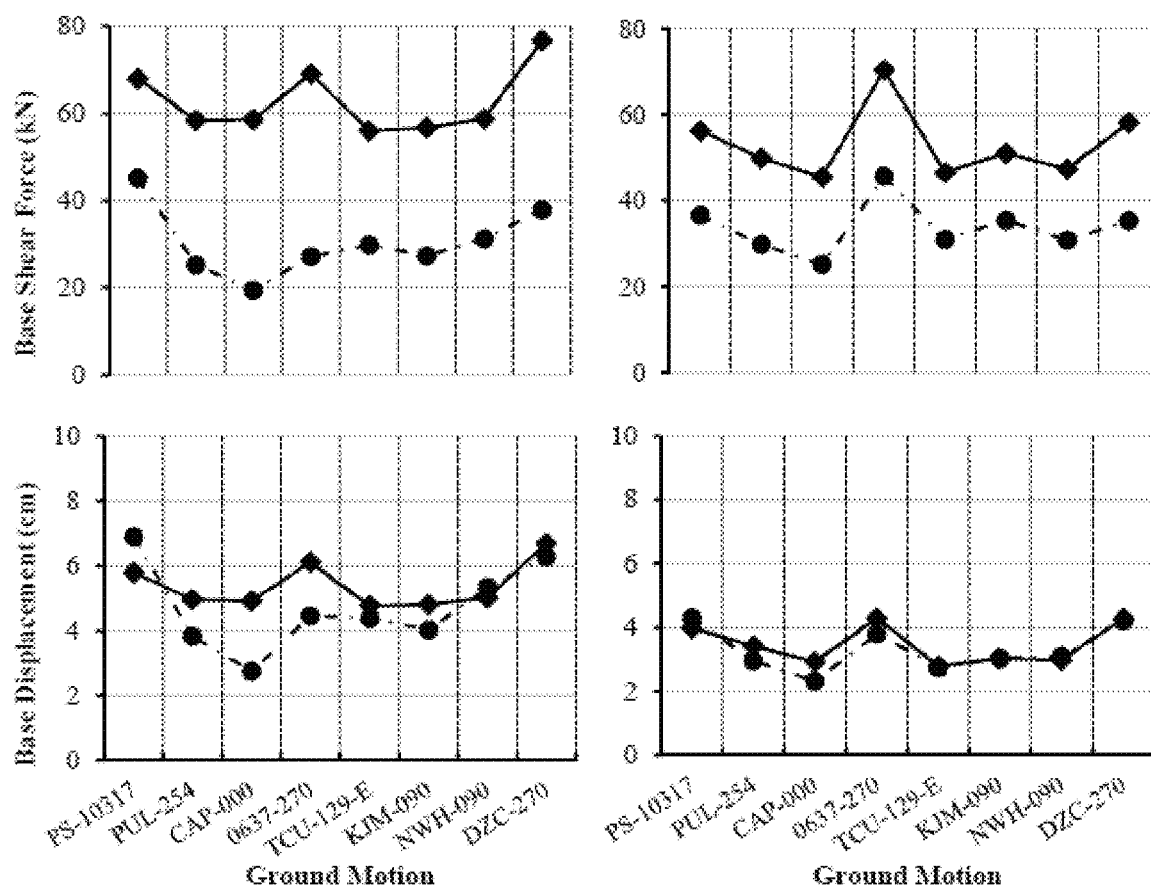 Base Shear Force (kN)
80
60
40
20
0
80
60
40
20
0
Base Displacement (cm)
10
8
6
4
2
0
PS-10317
PUL-254
CAP-000
0637-270
TCU-129-E
KJM-090
NWH-090
DZC-270
Ground Motion
10
8
6
4
2
0
PS-10317
PUL-254
CAP-000
0637-270
TCU-129-E
KJM-090
NWH-090
DZC-270
Ground Motion